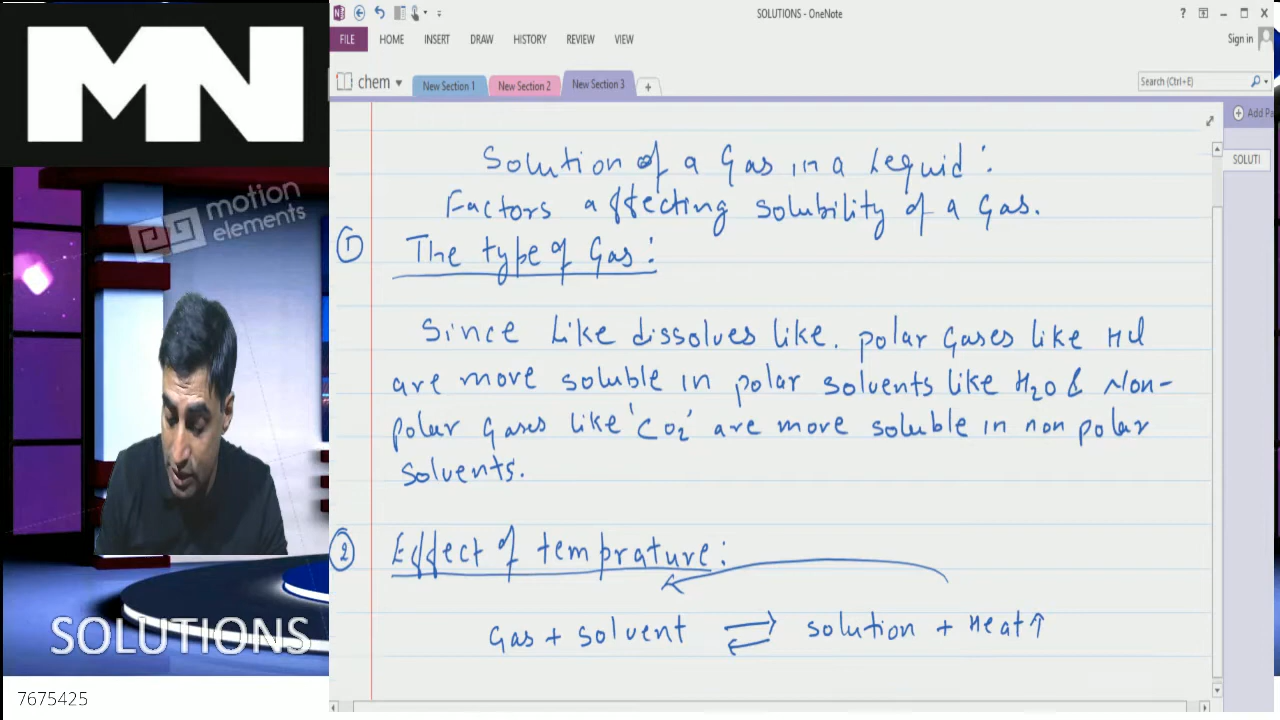 MN
motion
elements
SOLUTIONS
7675425
SOLUTIONS - OneNote
?
FILE HOME INSERT DRAW HISTORY REVIEW VIEW
Sign in
chem
New Section 1 New Section 2 New Section 3 +
Search (Ctrl+E)
Add Pa
SOLUTI
Solution of a Gas in a Lequid:
Factors affecting solubility of a Gas.
① The type of Gas:
Since Like dissolves like. polar Gases like HCl
are more soluble in polar solvents like H₂O & Non-
polar Gases like 'CO₂' are more soluble in non polar
solvents.
② Effect of temprature:
Gas + solvent ⇌ solution + Heat↑